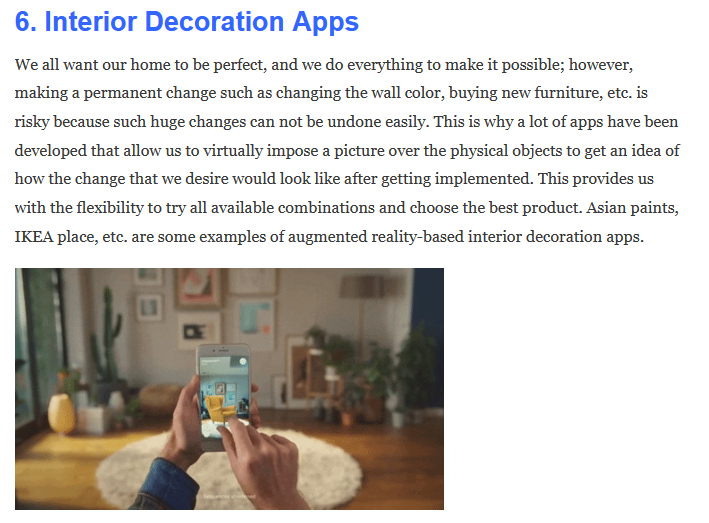 6. Interior Decoration Apps
We all want our home to be perfect, and we do everything to make it possible; however,
making a permanent change such as changing the wall color, buying new furniture, etc. is
risky because such huge changes can not be undone easily. This is why a lot of apps have been
developed that allow us to virtually impose a picture over the physical objects to get an idea of
how the change that we desire would look like after getting implemented. This provides us
with the flexibility to try all available combinations and choose the best product. Asian paints,
IKEA place, etc. are some examples of augmented reality-based interior decoration apps.